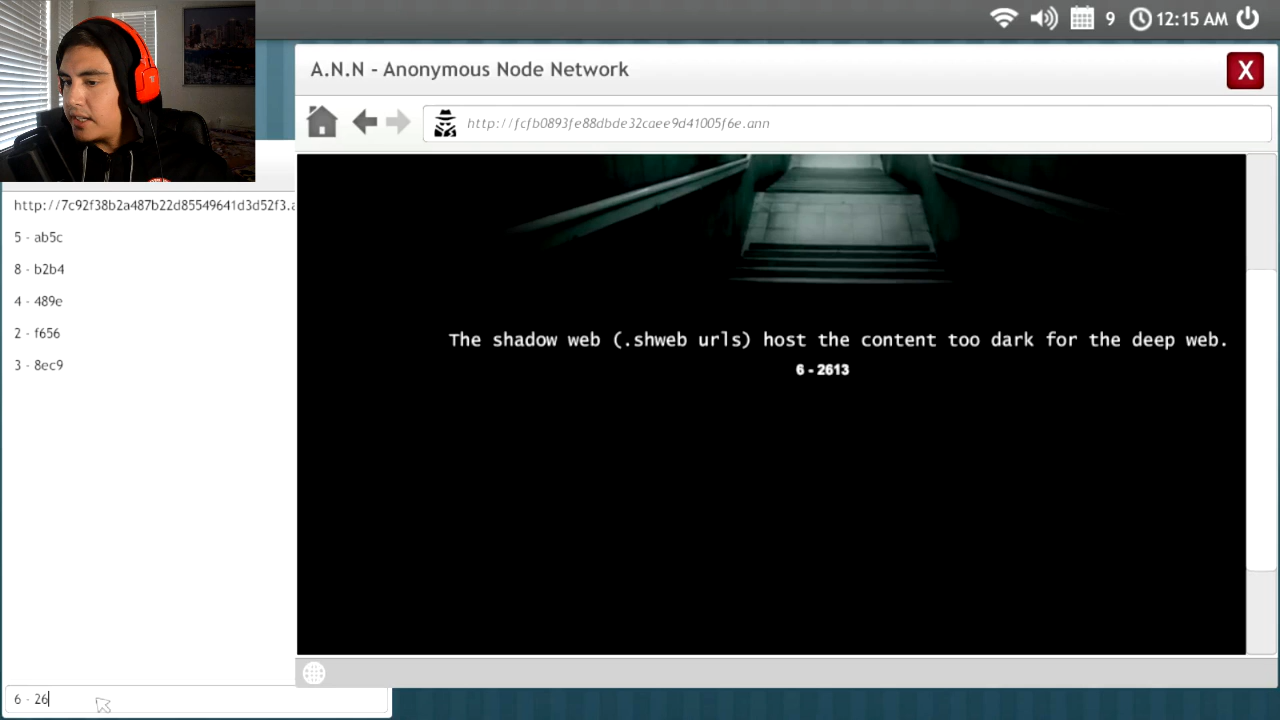 9 12:15 AM
A.N.N - Anonymous Node Network
X
http://fcfb0893fe88dbde32caee9d41005f6e.ann
http://7c92f38b2a487b22d85549641d3d52f3.a
5 - ab5c
8 - b2b4
4 - 489e
2 - f656
3 - 8ec9
The shadow web (.shweb urls) host the content too dark for the deep web.
6 - 2613
6 - 26